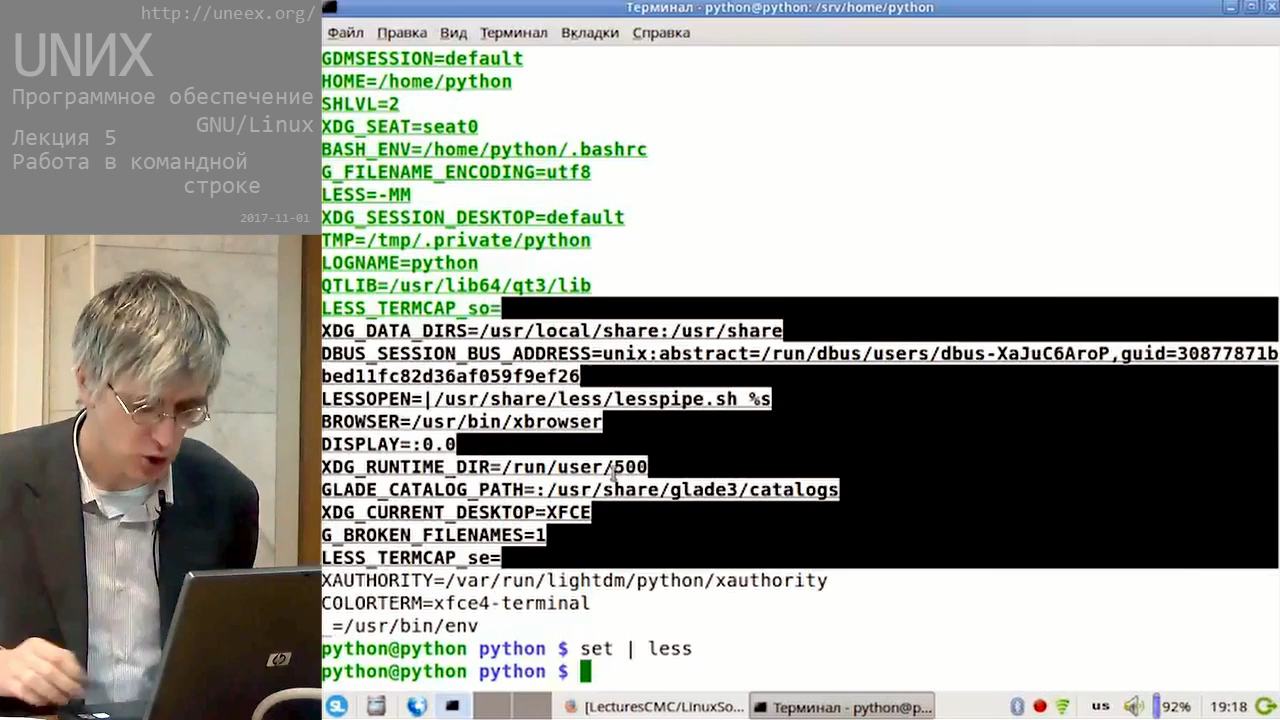 http://uneex.org/
UNИX
Программное обеспечение
GNU/Linux
Лекция 5
Работа в командной
строке
2017-11-01
Терминал - python@python: /srv/home/python
Файл Правка Вид Терминал Вкладки Справка
GDMSESSION=default
HOME=/home/python
SHLVL=2
XDG_SEAT=seat0
BASH_ENV=/home/python/.bashrc
G_FILENAME_ENCODING=utf8
LESS=-MM
XDG_SESSION_DESKTOP=default
TMP=/tmp/.private/python
LOGNAME=python
QTLIB=/usr/lib64/qt3/lib
LESS_TERMCAP_so=
XDG_DATA_DIRS=/usr/local/share:/usr/share
DBUS_SESSION_BUS_ADDRESS=unix:abstract=/run/dbus/users/dbus-XaJuC6AroP,guid=30877871b
bed11fc82d36af059f9ef26
LESSOPEN=|/usr/share/less/lesspipe.sh %s
BROWSER=/usr/bin/xbrowser
DISPLAY=:0.0
XDG_RUNTIME_DIR=/run/user/500
GLADE_CATALOG_PATH=:/usr/share/glade3/catalogs
XDG_CURRENT_DESKTOP=XFCE
G_BROKEN_FILENAMES=1
LESS_TERMCAP_se=
XAUTHORITY=/var/run/lightdm/python/xauthority
COLORTERM=xfce4-terminal
_=/usr/bin/env
python@python python $ set | less
python@python python $
SL [LecturesCMC/LinuxSo... Терминал - python@p... us 92% 19:18
hp